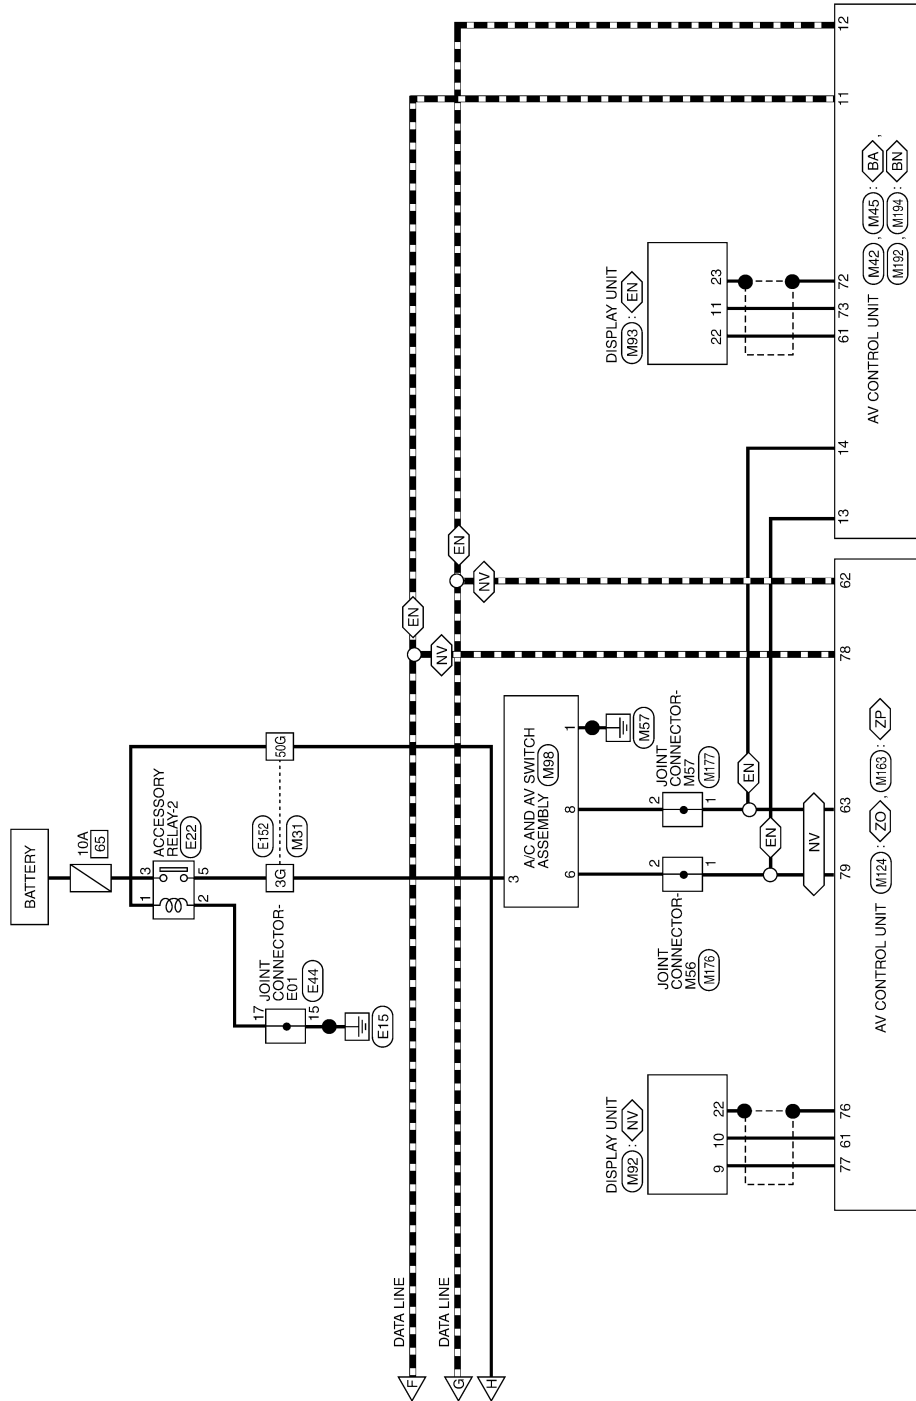 BATTERY
10A
65
ACCESSORY
RELAY-2
E22
1
3
2
5
JOINT
CONNECTOR-
E01
E44
17
15
E15
E152
M31
3G
50G
DATA LINE
DATA LINE
F
G
H
EN
EN
NV
NV
A/C AND AV SWITCH
ASSEMBLY
M98
3
6
8
1
M57
JOINT
CONNECTOR-
M56
M176
2
1
JOINT
CONNECTOR-
M57
M177
2
1
EN
EN
NV
DISPLAY UNIT
M92 : NV
9
10
22
77
61
76
79
63
78
62
AV CONTROL UNIT
M124 : ZO , M163 : ZP
DISPLAY UNIT
M93 : EN
22
11
23
13
14
61
73
72
11
12
AV CONTROL UNIT
M42 , M45 : BA ,
M192 , M194 : BN